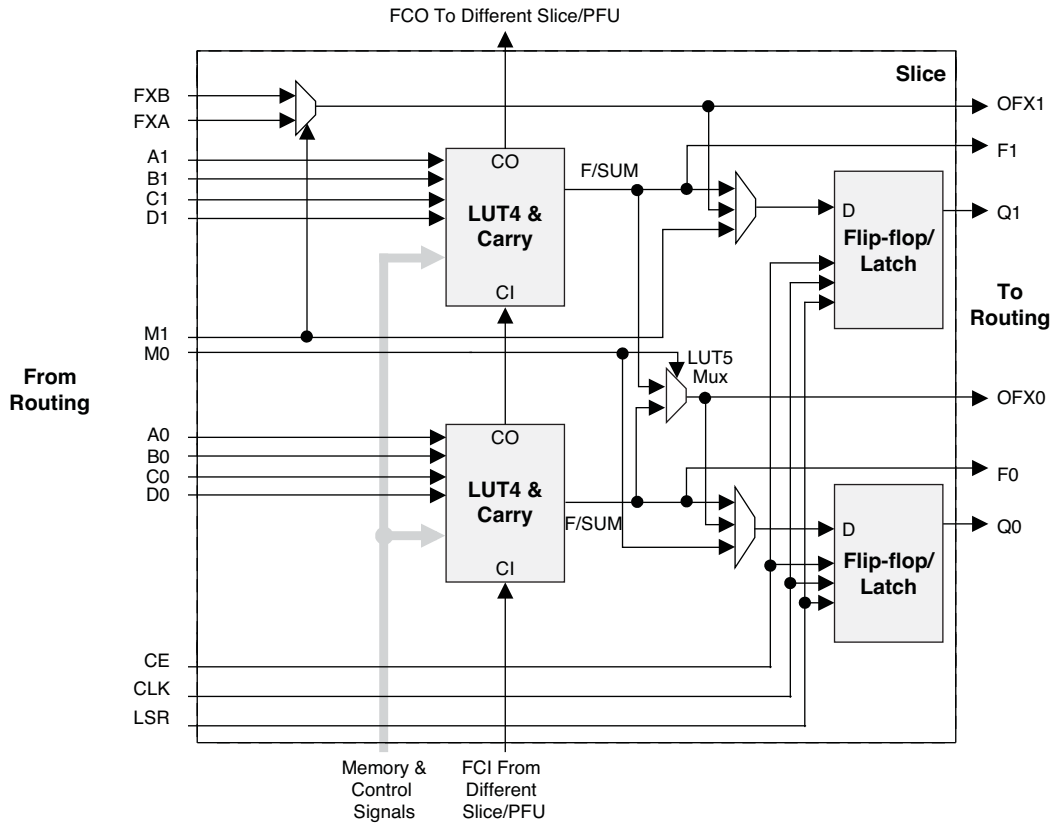 FCO To Different Slice/PFU
Slice
FXB
FXA
OFX1
F1
A1
B1
C1
D1
CO
F/SUM
LUT4 &
Carry
D
Flip-flop/
Latch
Q1
CI
To
Routing
M1
M0
LUT5
Mux
From
Routing
OFX0
A0
B0
C0
D0
CO
LUT4 &
Carry
F/SUM
F0
D
Flip-flop/
Latch
Q0
CI
CE
CLK
LSR
Memory &
Control
Signals
FCI From
Different
Slice/PFU